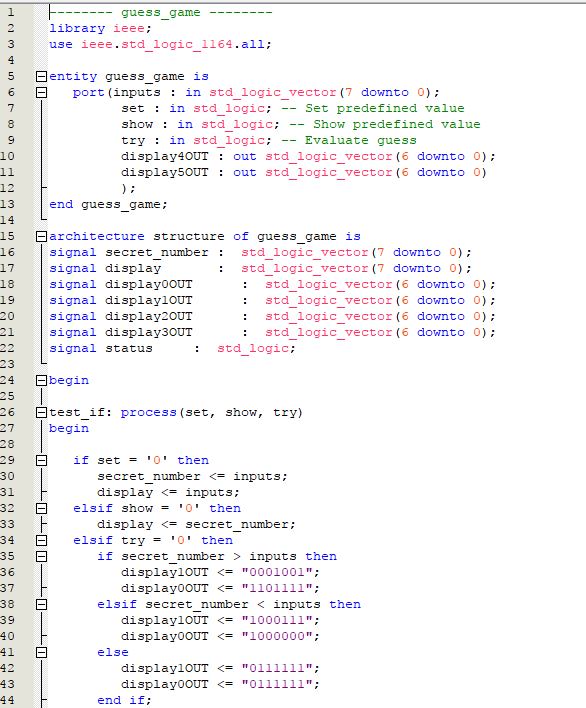 1 -------- guess_game --------
2 library ieee;
3 use ieee.std_logic_1164.all;
4
5 entity guess_game is
6    port(inputs : in std_logic_vector(7 downto 0);
7          set : in std_logic; -- Set predefined value
8          show : in std_logic; -- Show predefined value
9          try : in std_logic; -- Evaluate guess
10          display4OUT : out std_logic_vector(6 downto 0);
11          display5OUT : out std_logic_vector(6 downto 0)
12          );
13 end guess_game;
14
15 architecture structure of guess_game is
16 signal secret_number :  std_logic_vector(7 downto 0);
17 signal display       :  std_logic_vector(7 downto 0);
18 signal display0OUT      :  std_logic_vector(6 downto 0);
19 signal display1OUT      :  std_logic_vector(6 downto 0);
20 signal display2OUT      :  std_logic_vector(6 downto 0);
21 signal display3OUT      :  std_logic_vector(6 downto 0);
22 signal status     :  std_logic;
23
24 begin
25
26 test_if: process(set, show, try)
27 begin
28
29    if set = '0' then
30       secret_number <= inputs;
31       display <= inputs;
32    elsif show = '0' then
33       display <= secret_number;
34    elsif try = '0' then
35       if secret_number > inputs then
36          display1OUT <= "0001001";
37          display0OUT <= "1101111";
38       elsif secret_number < inputs then
39          display1OUT <= "1000111";
40          display0OUT <= "1000000";
41       else
42          display1OUT <= "0111111";
43          display0OUT <= "0111111";
44       end if;